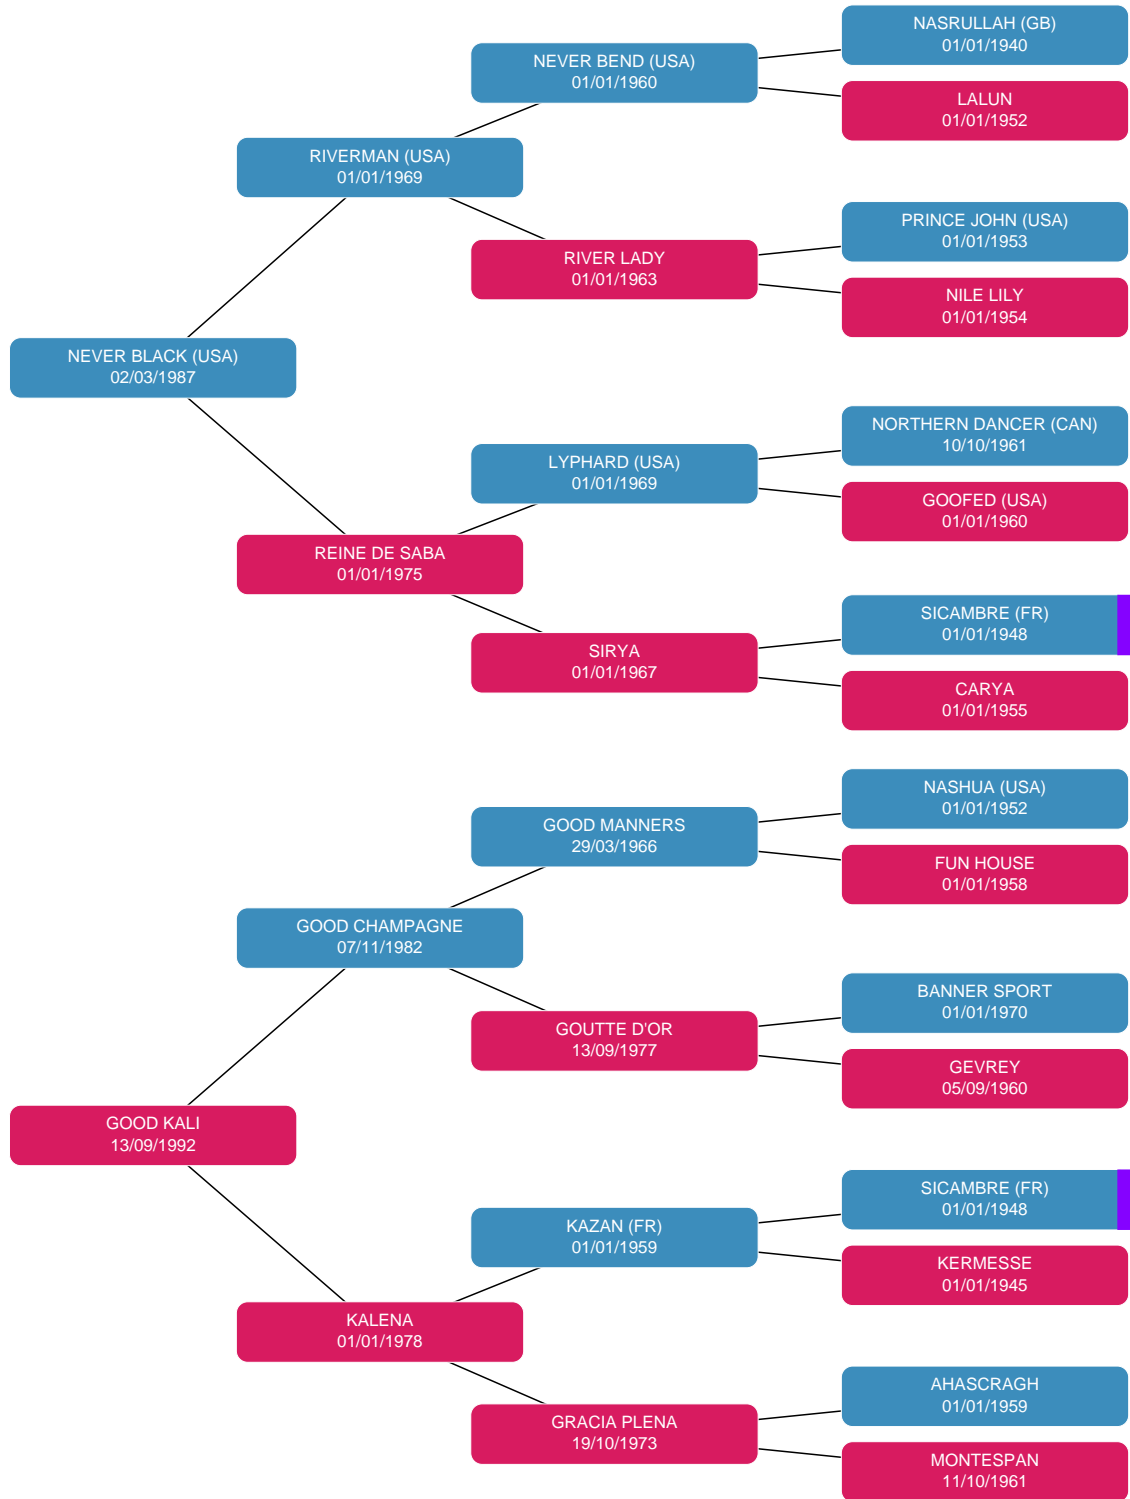 NASRULLAH (GB)
01/01/1940
NEVER BEND (USA)
01/01/1960
LALUN
01/01/1952
RIVERMAN (USA)
01/01/1969
PRINCE JOHN (USA)
01/01/1953
RIVER LADY
01/01/1963
NILE LILY
01/01/1954
NEVER BLACK (USA)
02/03/1987
NORTHERN DANCER (CAN)
10/10/1961
LYPHARD (USA)
01/01/1969
GOOFED (USA)
01/01/1960
REINE DE SABA
01/01/1975
SICAMBRE (FR)
01/01/1948
SIRYA
01/01/1967
CARYA
01/01/1955
NASHUA (USA)
01/01/1952
GOOD MANNERS
29/03/1966
FUN HOUSE
01/01/1958
GOOD CHAMPAGNE
07/11/1982
BANNER SPORT
01/01/1970
GOUTTE D'OR
13/09/1977
GEVREY
05/09/1960
GOOD KALI
13/09/1992
SICAMBRE (FR)
01/01/1948
KAZAN (FR)
01/01/1959
KERMESSE
01/01/1945
KALENA
01/01/1978
AHASCRAGH
01/01/1959
GRACIA PLENA
19/10/1973
MONTESPAN
11/10/1961